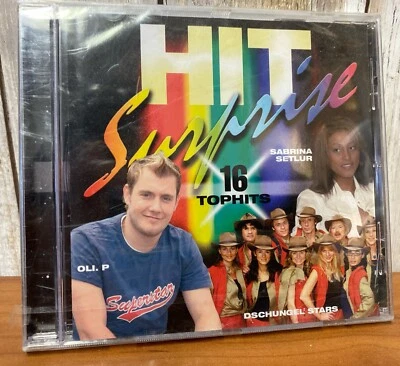 HIT
Surprise
SABRINA
SETLUR
16
TOPHITS
OLI. P
Superstar
DSCHUNGEL' STARS